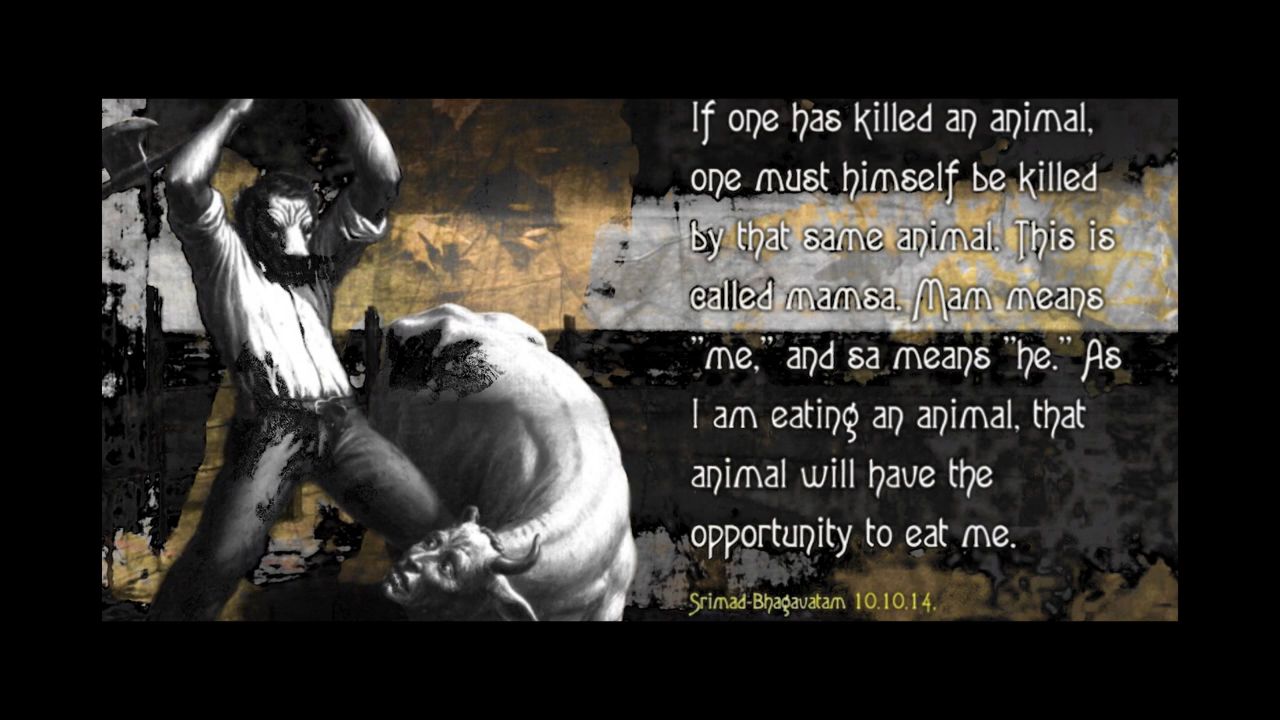 If one has killed an animal,
one must himself be killed
by that same animal. This is
called mamsa. Mam means
"me," and sa means "he." As
I am eating an animal, that
animal will have the
opportunity to eat me.
Srimad-Bhagavatam 10.10.14.